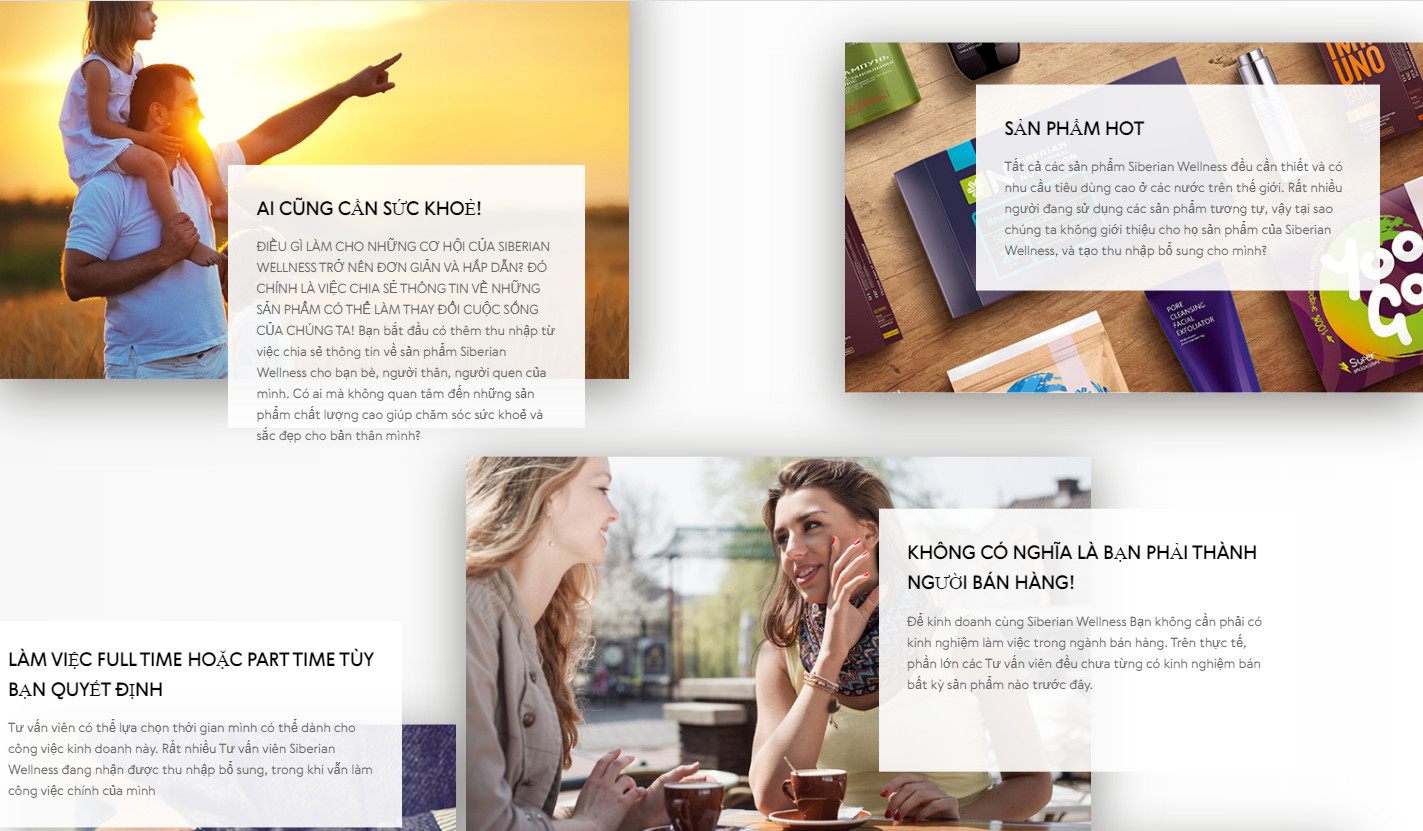 AI CŨNG CẦN SỨC KHOẺ!
ĐIỀU GÌ LÀM CHO NHỮNG CƠ HỘI CỦA SIBERIAN
WELLNESS TRỞ NÊN ĐƠN GIẢN VÀ HẤP DẪN? ĐÓ
CHÍNH LÀ VIỆC CHIA SẺ THÔNG TIN VỀ NHỮNG
SẢN PHẨM CÓ THỂ LÀM THAY ĐỔI CUỘC SỐNG
CỦA CHÚNG TA! Bạn bắt đầu có thêm thu nhập từ
việc chia sẻ thông tin về sản phẩm Siberian
Wellness cho bạn bè, người thân, người quen của
mình. Có ai mà không quan tâm đến những sản
phẩm chất lượng cao giúp chăm sóc sức khoẻ và
sắc đẹp cho bản thân mình?
SẢN PHẨM HOT
Tất cả các sản phẩm Siberian Wellness đều cần thiết và có
nhu cầu tiêu dùng cao ở các nước trên thế giới. Rất nhiều
người đang sử dụng các sản phẩm tương tự, vậy tại sao
chúng ta không giới thiệu cho họ sản phẩm của Siberian
Wellness, và tạo thu nhập bổ sung cho mình?
UNO
YOO
GO
100%
Super
PORE
CLEANSING
FACIAL
EXFOLIATOR
KHÔNG CÓ NGHĨA LÀ BẠN PHẢI THÀNH
NGƯỜI BÁN HÀNG!
Để kinh doanh cùng Siberian Wellness Bạn không cần phải có
kinh nghiệm làm việc trong ngành bán hàng. Trên thực tế,
phần lớn các Tư vấn viên đều chưa từng có kinh nghiệm bán
bất kỳ sản phẩm nào trước đây.
LÀM VIỆC FULL TIME HOẶC PART TIME TÙY
BẠN QUYẾT ĐỊNH
Tư vấn viên có thể lựa chọn thời gian mình có thể dành cho
công việc kinh doanh này. Rất nhiều Tư vấn viên Siberian
Wellness đang nhận được thu nhập bổ sung, trong khi vẫn làm
công việc chính của mình